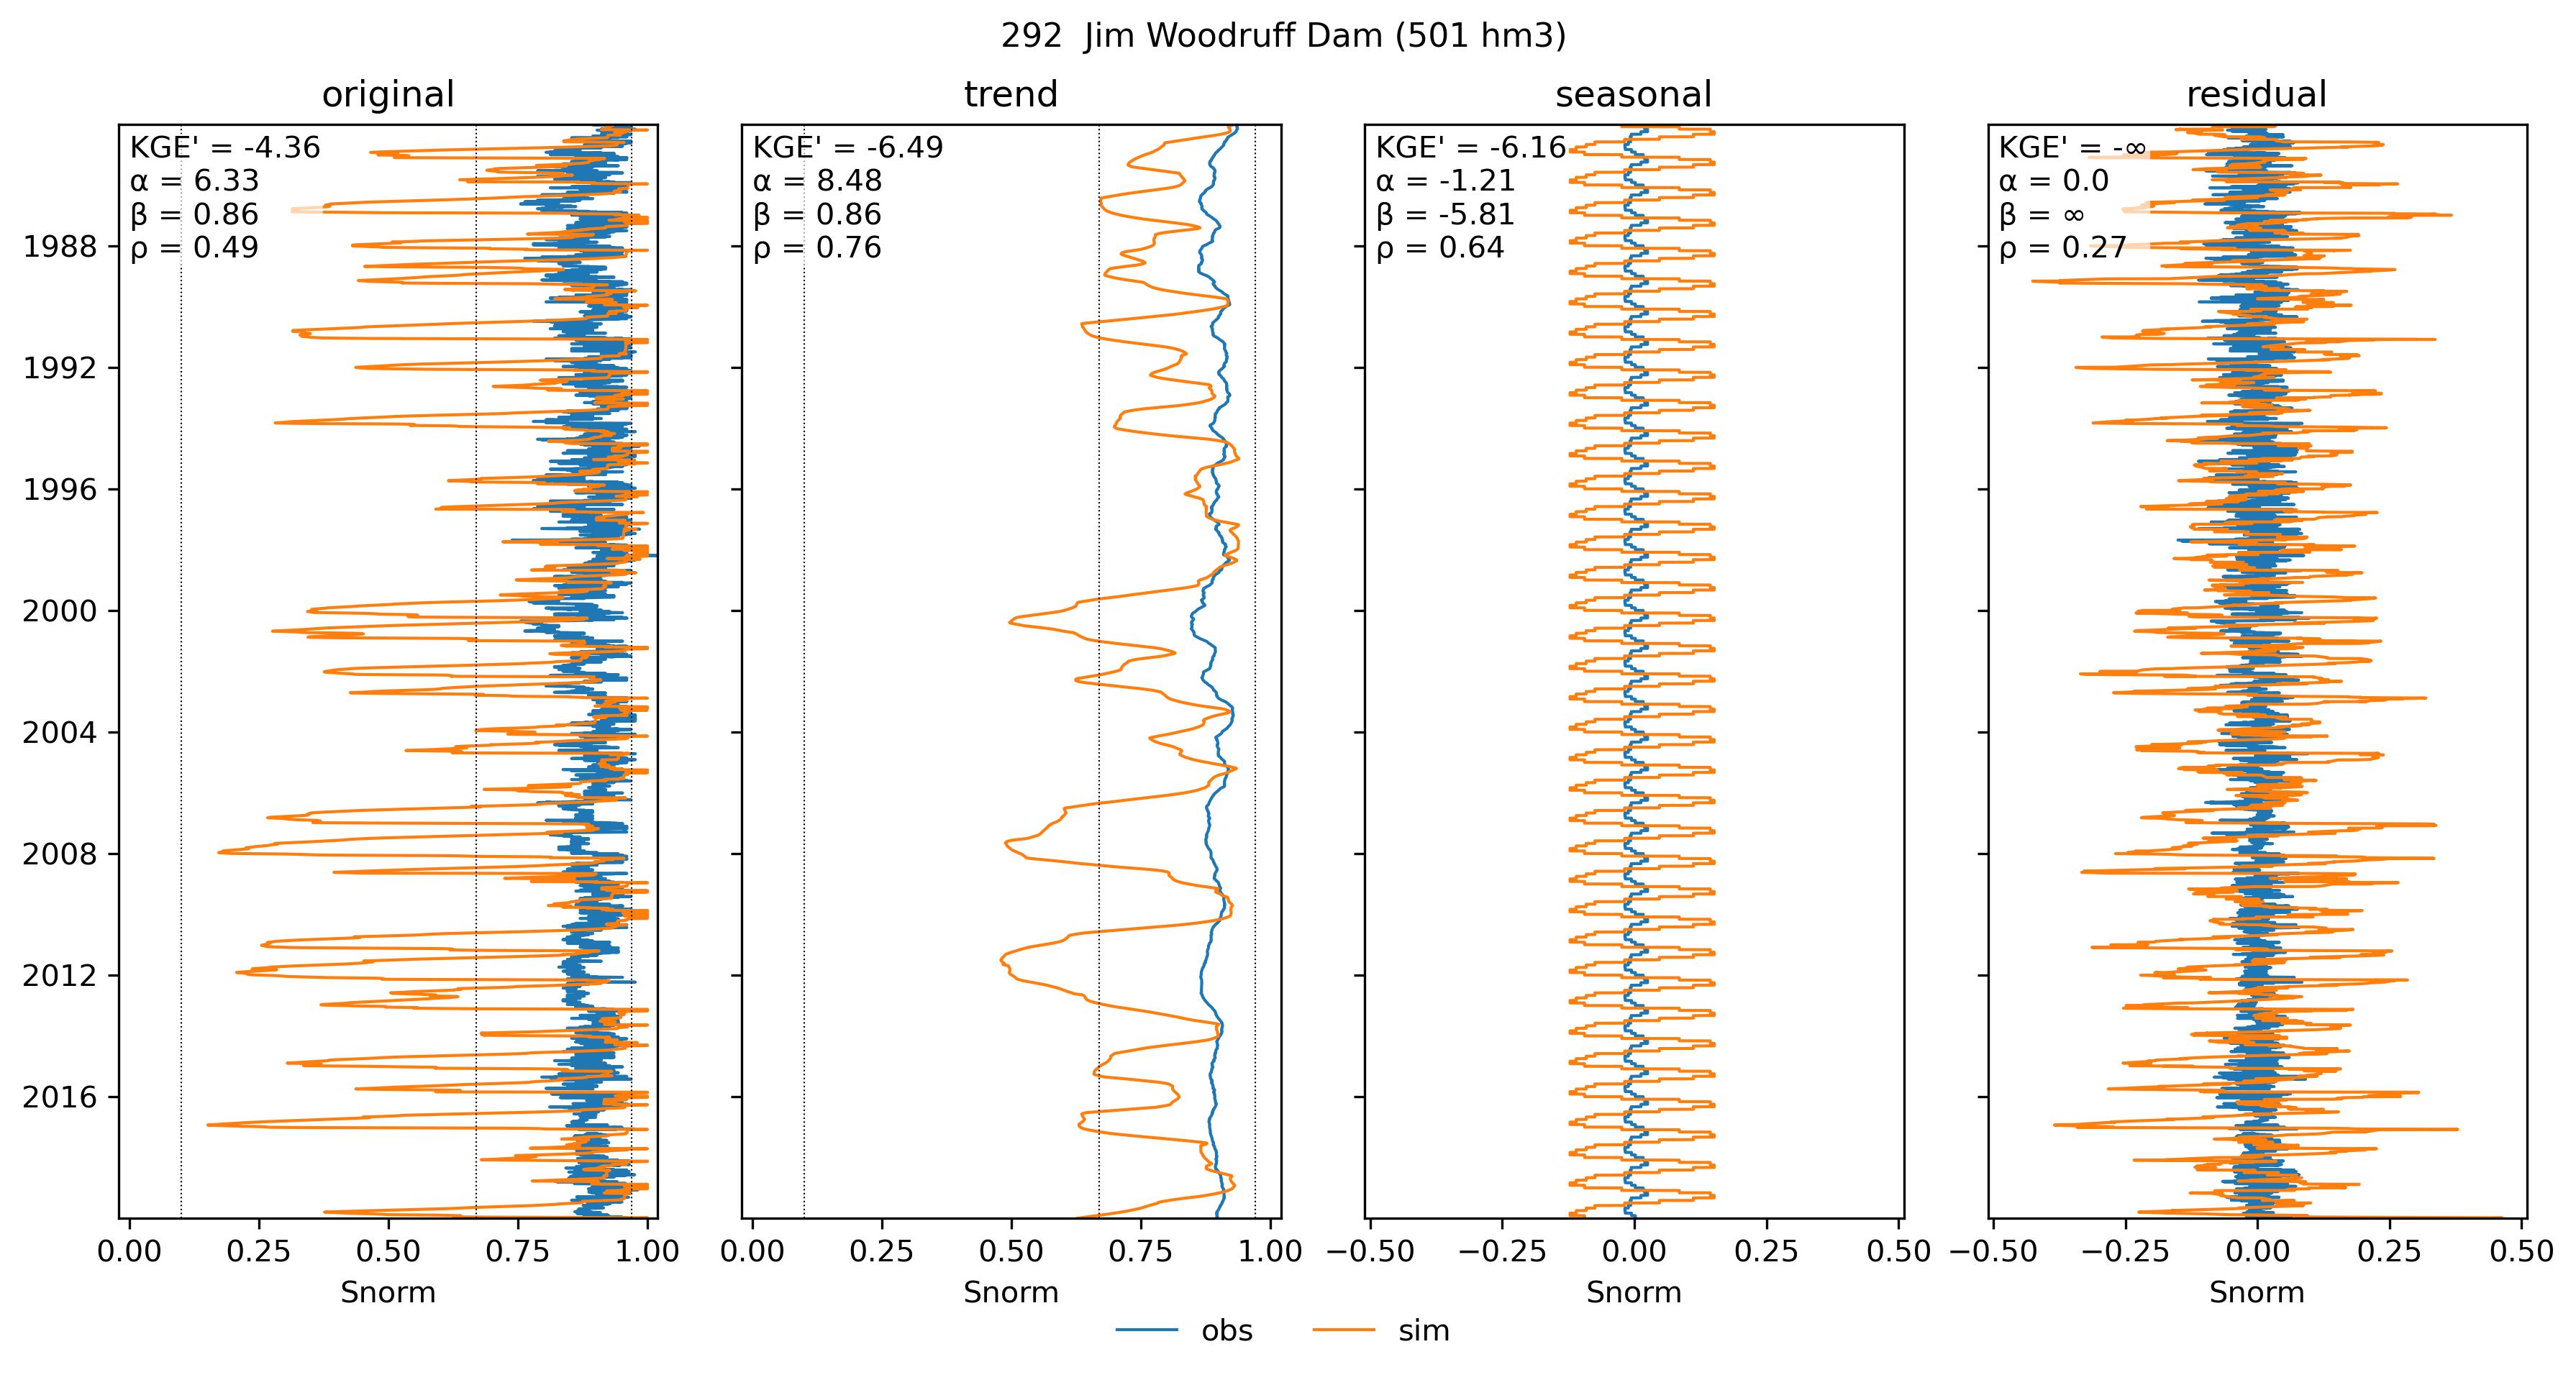 292  Jim Woodruff Dam (501 hm3)
original
trend
seasonal
residual
KGE' = -4.36
α = 6.33
β = 0.86
ρ = 0.49
KGE' = -6.49
α = 8.48
β = 0.86
ρ = 0.76
KGE' = -6.16
α = -1.21
β = -5.81
ρ = 0.64
KGE' = -∞
α = 0.0
β = ∞
ρ = 0.27
1988
1992
1996
2000
2004
2008
2012
2016
0.00 0.25 0.50 0.75 1.00
0.00 0.25 0.50 0.75 1.00
−0.50 −0.25 0.00 0.25 0.50
−0.50 −0.25 0.00 0.25 0.50
Snorm
Snorm
Snorm
Snorm
obs
sim